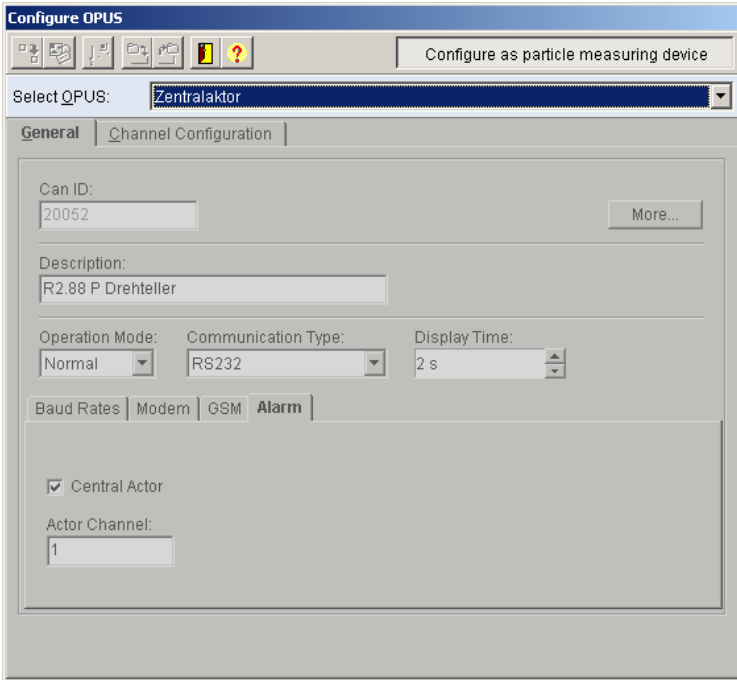 Configure OPUS
?
Configure as particle measuring device
Select OPUS: Zentralaktor
General Channel Configuration
Can ID:
20052 More...
Description:
R2.88 P Drehteller
Operation Mode: Communication Type: Display Time:
Normal RS232 2 s
Baud Rates Modem GSM Alarm
Central Actor
Actor Channel:
1